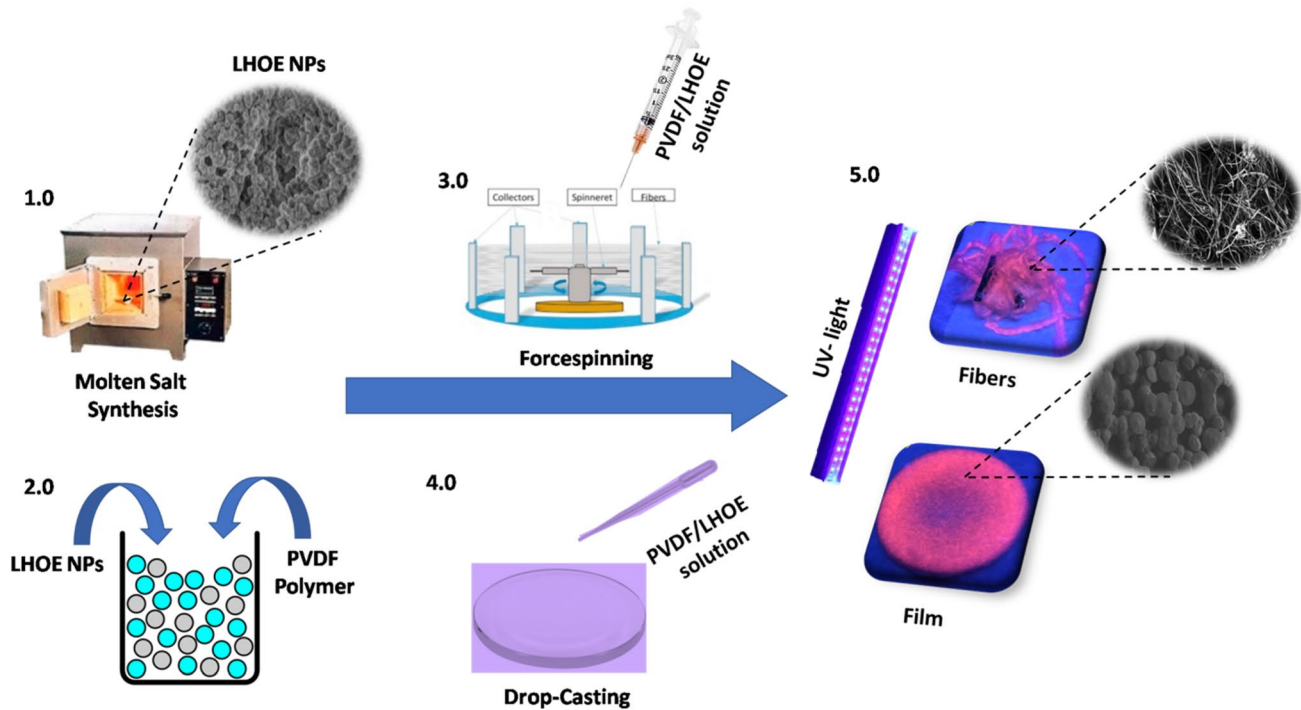 LHOE NPs
1.0
Molten Salt
Synthesis
2.0
LHOE NPs
PVDF
Polymer
3.0
PVDF/LHOE
solution
Collectors
Spinneret
Fibers
Forcespinning
4.0
PVDF/LHOE
solution
Drop-Casting
5.0
UV- light
Fibers
Film